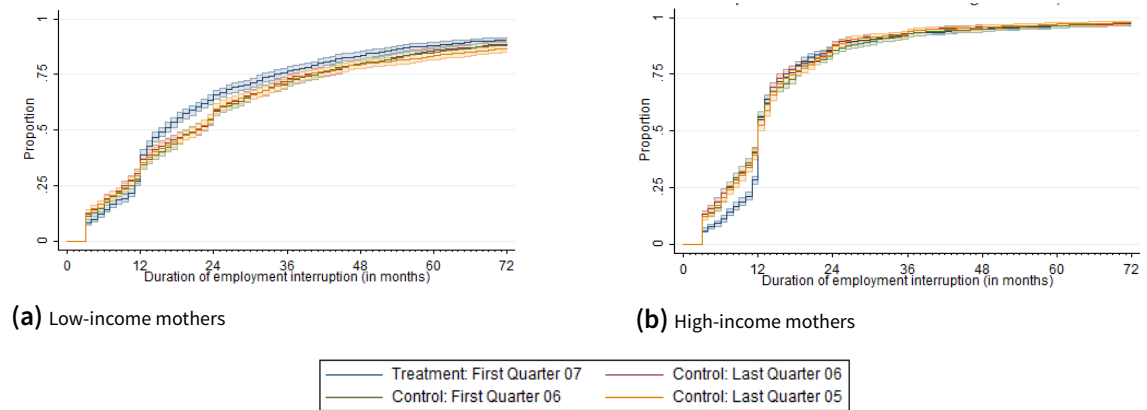 1
.75
.5
.25
0
Proportion
0 12 24 36 48 60 72
Duration of employment interruption (in months)
(a) Low-income mothers
1
.75
.5
.25
0
Proportion
0 12 24 36 48 60 72
Duration of employment interruption (in months)
(b) High-income mothers
Treatment: First Quarter 07 Control: Last Quarter 06
Control: First Quarter 06 Control: Last Quarter 05